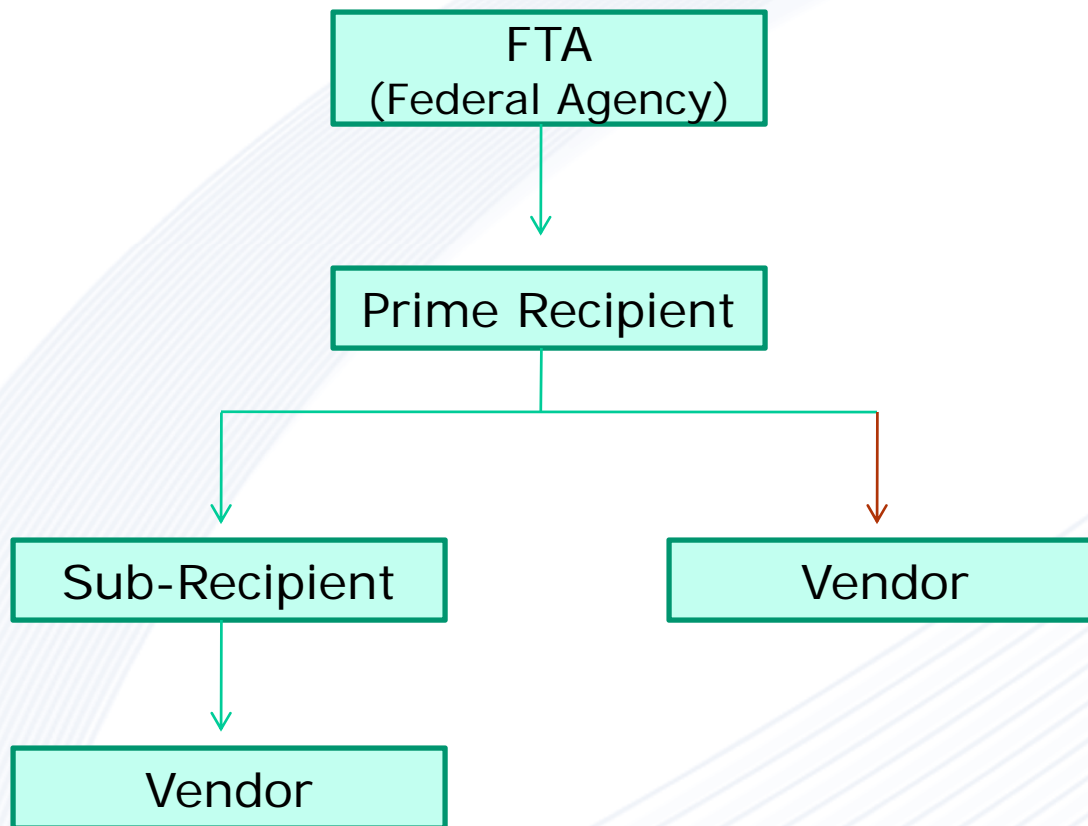 FTA
(Federal Agency)
Prime Recipient
Sub-Recipient
Vendor
Vendor